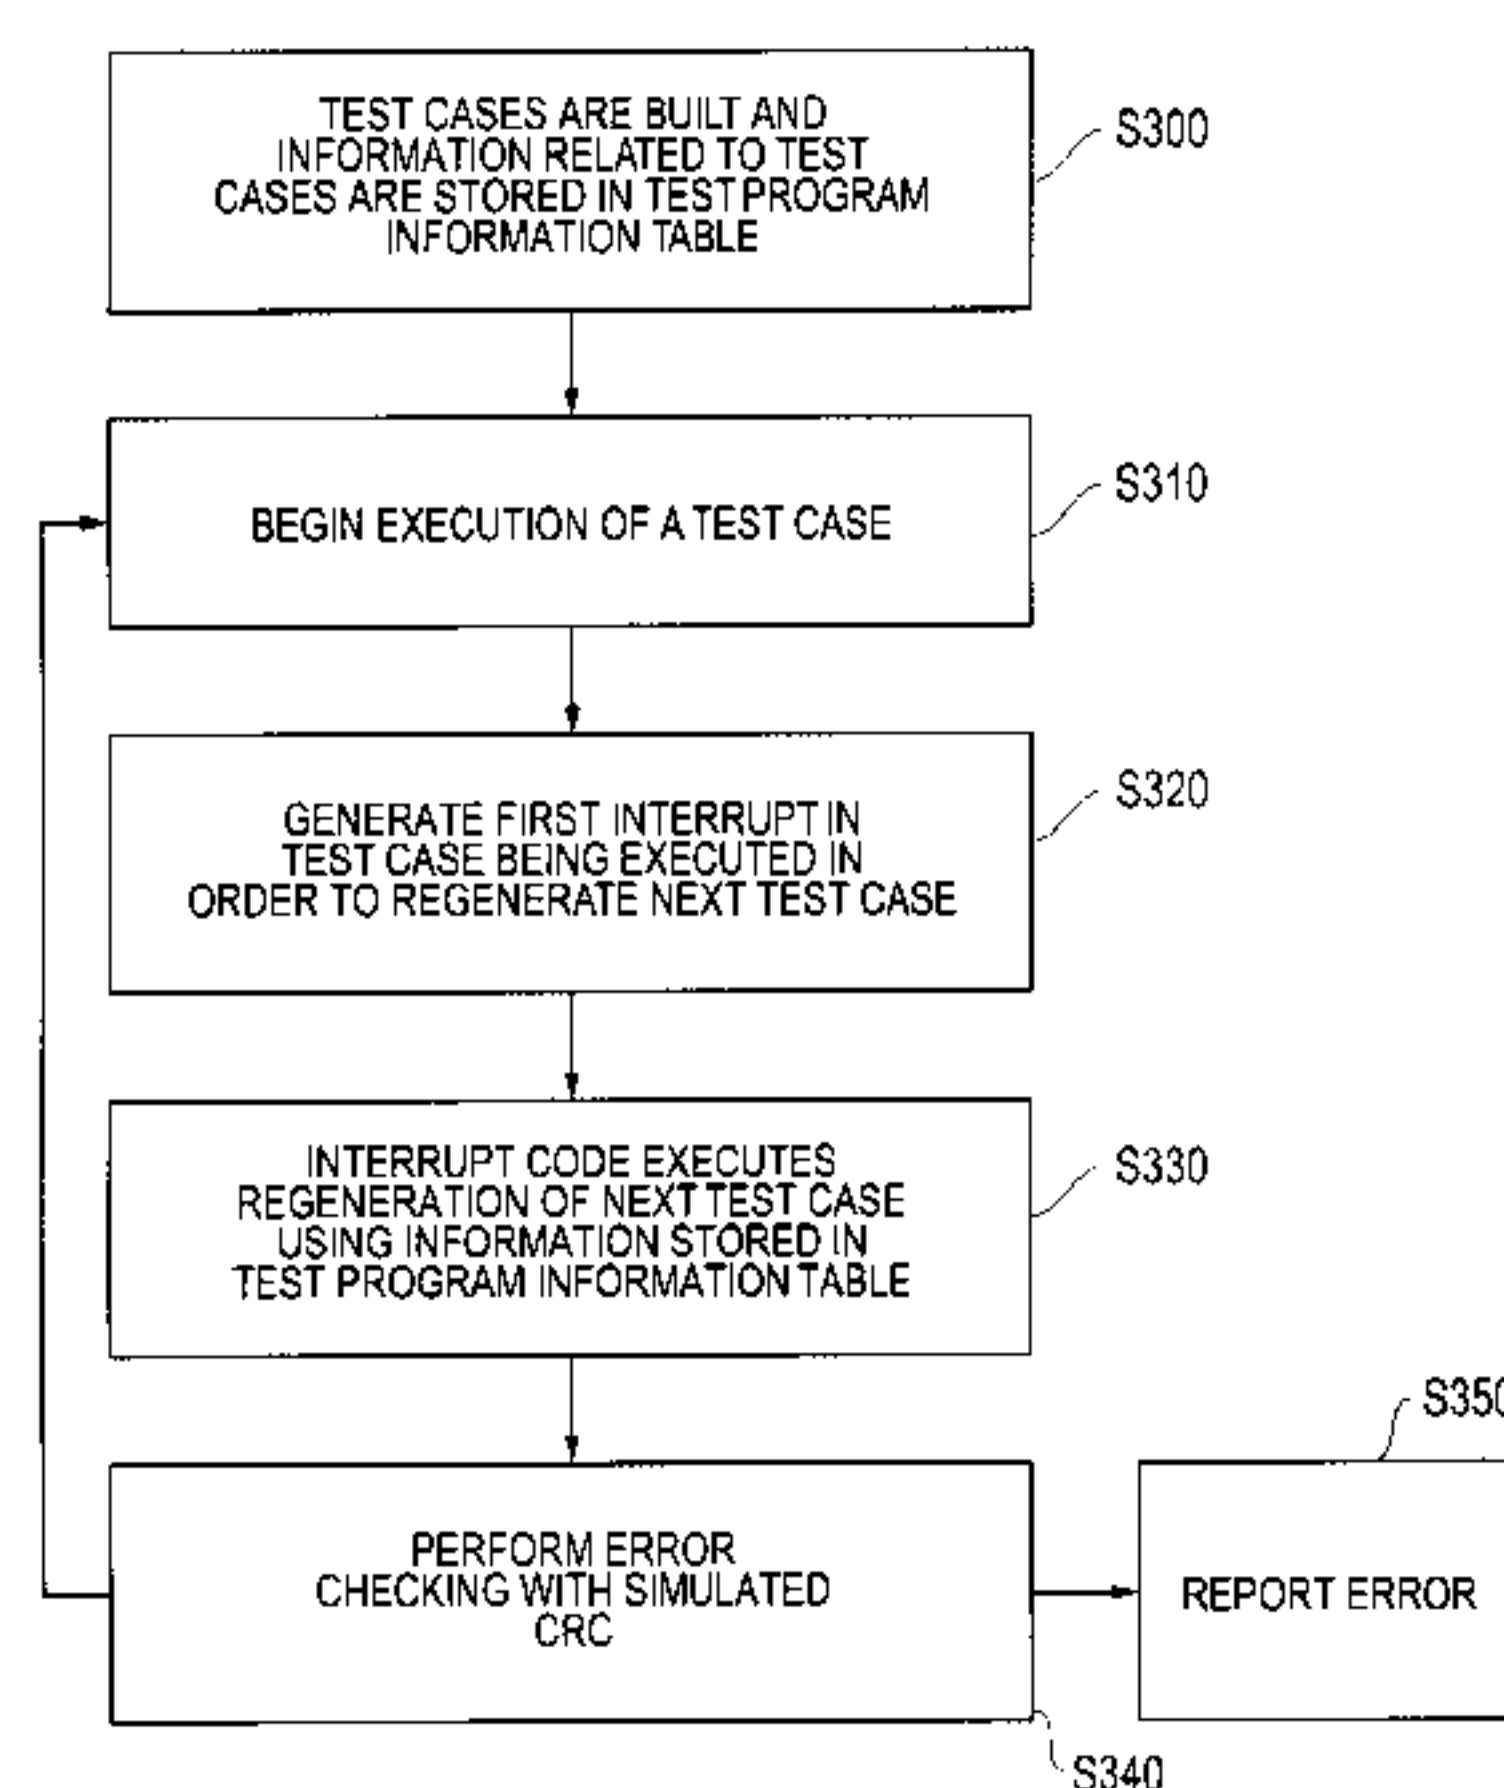 TEST CASES ARE BUILT AND
INFORMATION RELATED TO TEST
CASES ARE STORED IN TEST PROGRAM
INFORMATION TABLE
S300
BEGIN EXECUTION OF A TEST CASE
S310
GENERATE FIRST INTERRUPT IN
TEST CASE BEING EXECUTED IN
ORDER TO REGENERATE NEXT TEST CASE
S320
INTERRUPT CODE EXECUTES
REGENERATION OF NEXT TEST CASE
USING INFORMATION STORED IN
TEST PROGRAM INFORMATION TABLE
S330
PERFORM ERROR
CHECKING WITH SIMULATED
CRC
S340
REPORT ERROR
S350